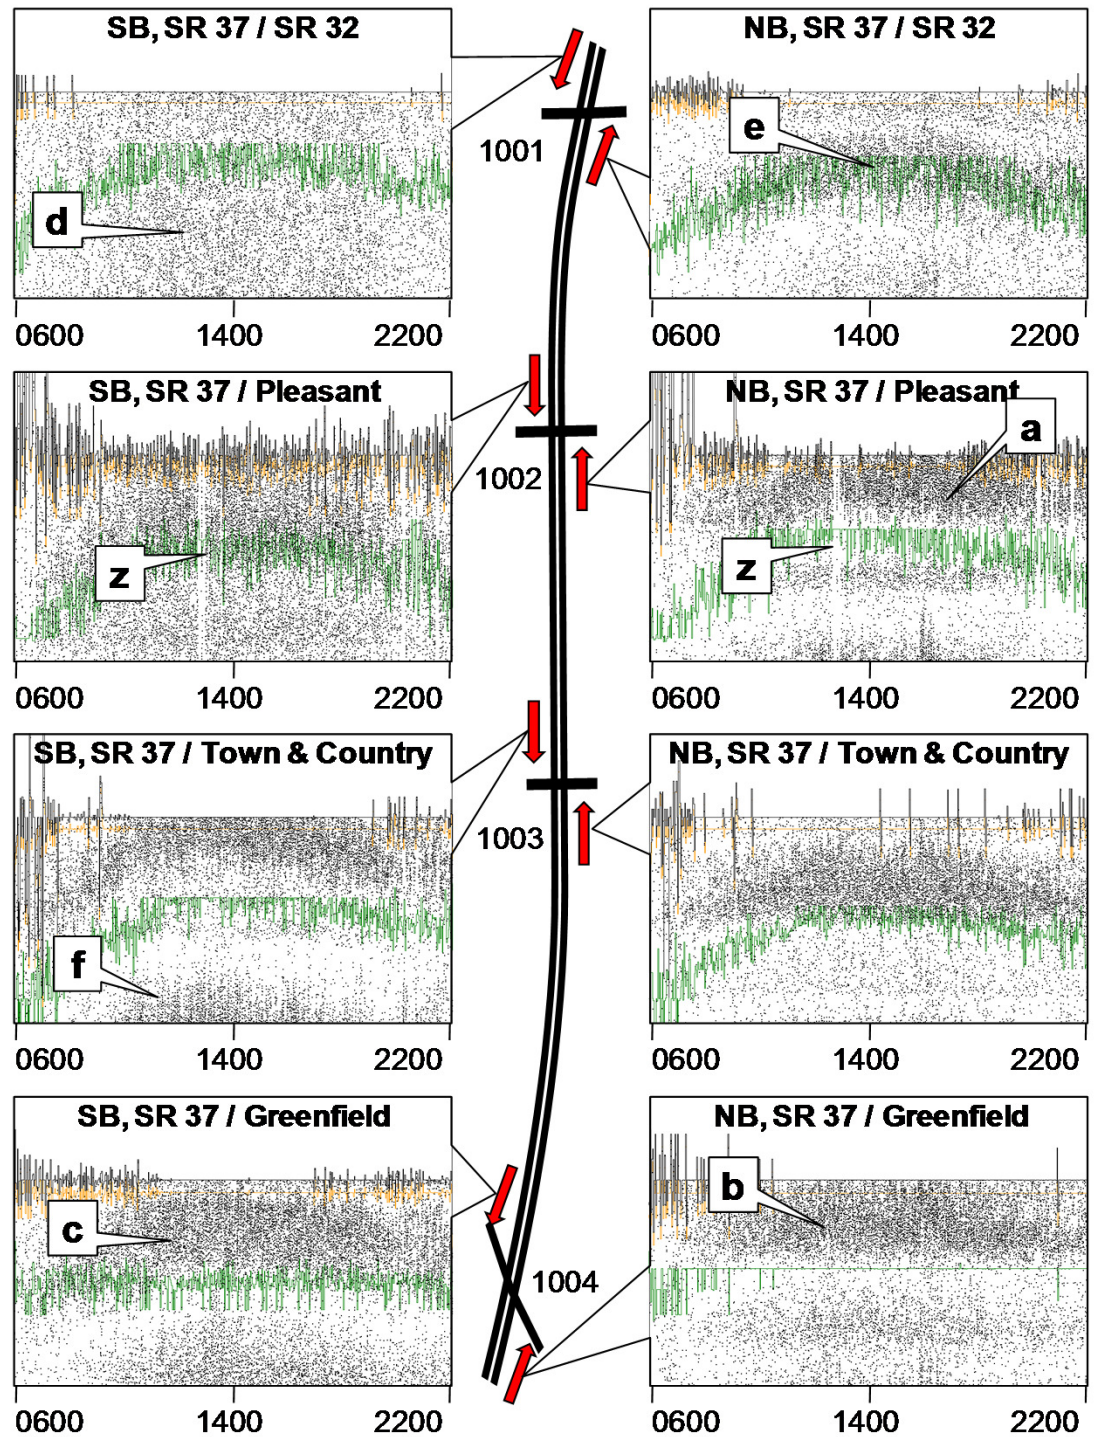 SB, SR 37 / SR 32
NB, SR 37 / SR 32
d
e
1001
0600 1400 2200
0600 1400 2200
SB, SR 37 / Pleasant
NB, SR 37 / Pleasant
a
z
z
1002
0600 1400 2200
0600 1400 2200
SB, SR 37 / Town & Country
NB, SR 37 / Town & Country
f
1003
0600 1400 2200
0600 1400 2200
SB, SR 37 / Greenfield
NB, SR 37 / Greenfield
c
b
1004
0600 1400 2200
0600 1400 2200